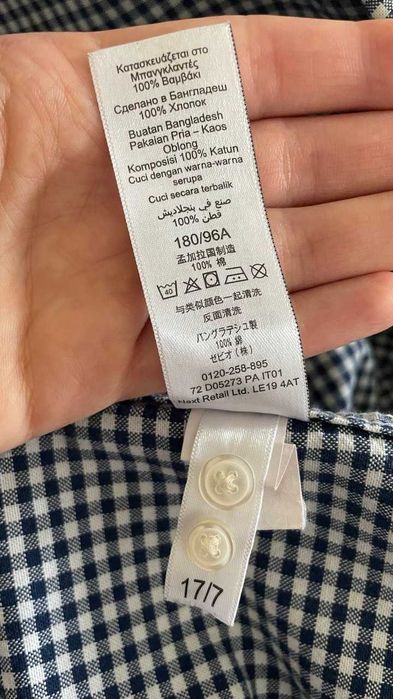 Κατασκευάζεται στο
Μπανγκλαντές
100% Βαμβάκι
Сделано в Бангладеш
100% Хлопок
Buatan Bangladesh
Pakaian Pria – Kaos
Oblong
Komposisi 100% Katun
Cuci dengan warna-warna
serupa
Cuci secara terbalik
صنع في بنجلاديش
قطن %100
180/96A
孟加拉国制造
100% 棉
40
与类似颜色一起清洗
反面清洗
バングラデシュ製
100% 綿
ゼビオ (株)
0120-258-895
72 D05273 PA IT01
Next Retail Ltd. LE19 4AT
17/7